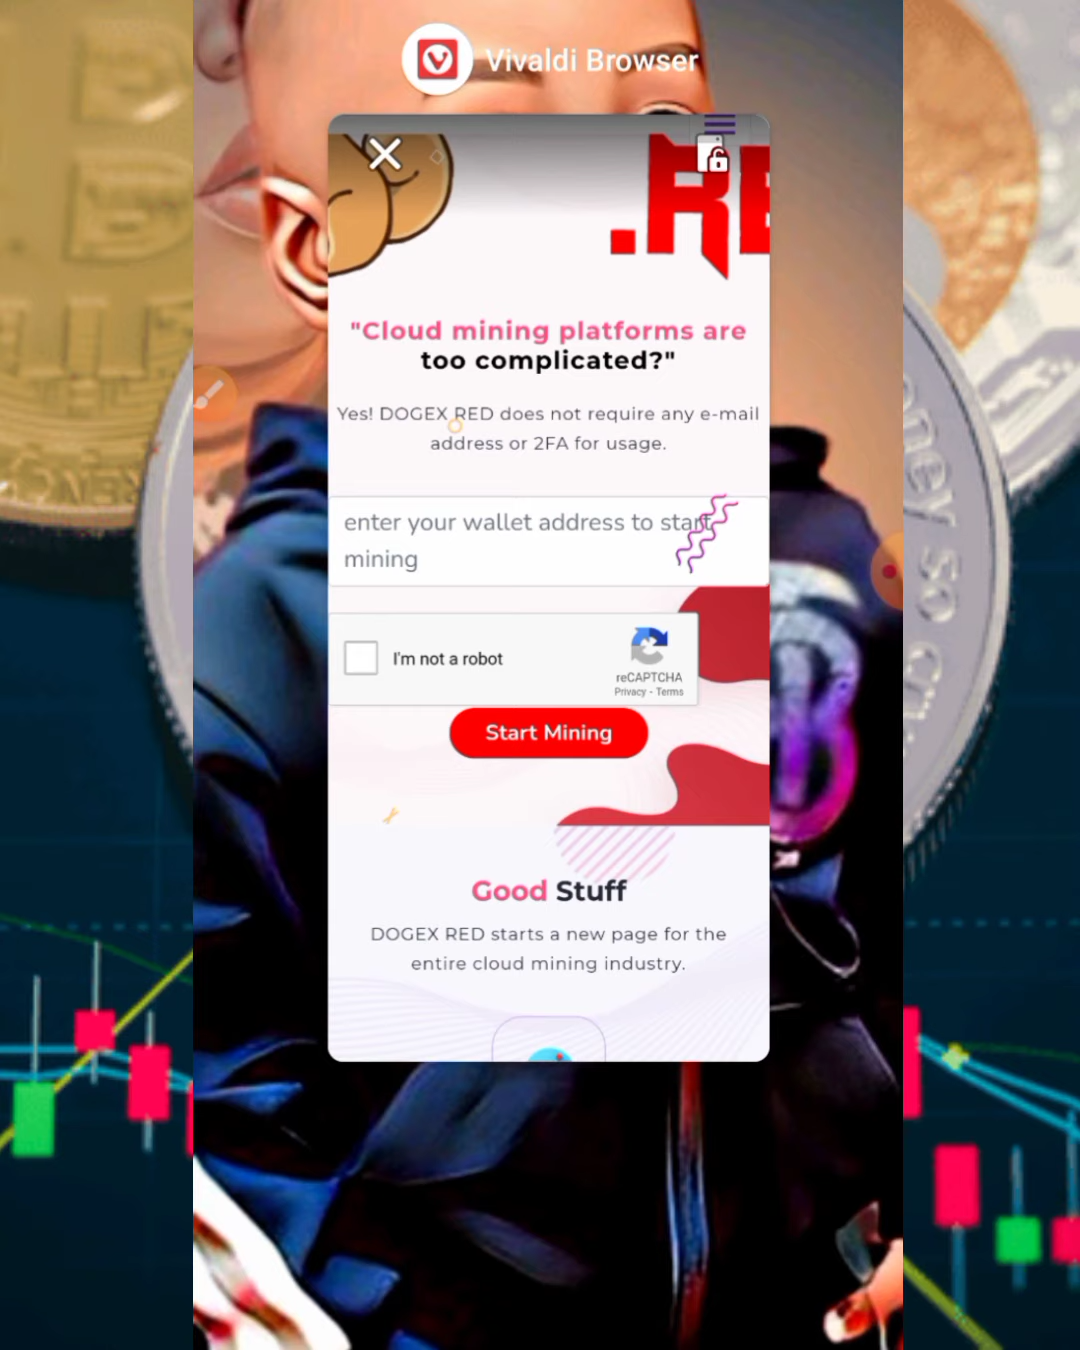 Vivaldi Browser
.RE
"Cloud mining platforms are
too complicated?"
Yes! DOGEX RED does not require any e-mail
address or 2FA for usage.
enter your wallet address to start
mining
I'm not a robot
reCAPTCHA
Privacy - Terms
Start Mining
Good Stuff
DOGEX RED starts a new page for the
entire cloud mining industry.